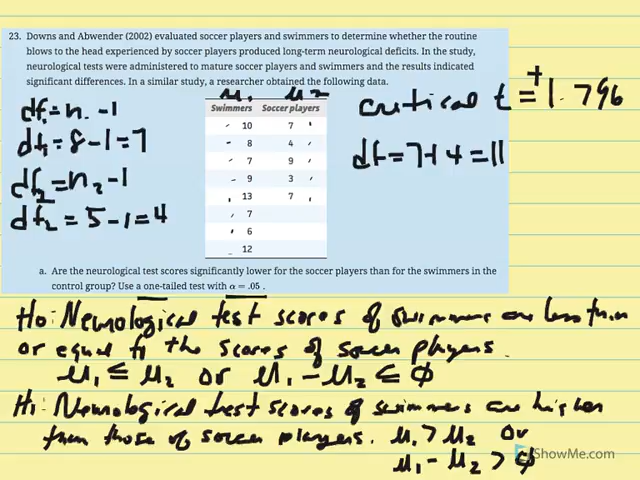 23. Downs and Abwender (2002) evaluated soccer players and swimmers to determine whether the routine
blows to the head experienced by soccer players produced long-term neurological deficits. In the study,
neurological tests were administered to mature soccer players and swimmers and the results indicated
significant differences. In a similar study, a researcher obtained the following data.
df₁ = n₁ - 1
df₁ = 8 - 1 = 7
df₂ = n₂ - 1
df₂ = 5 - 1 = 4
μ₁ μ₂
Swimmers Soccer players
10 7
8 4
7 9
9 3
13 7
7
6
12
critical t = + 1.796
df = 7 + 4 = 11
a. Are the neurological test scores significantly lower for the soccer players than for the swimmers in the
control group? Use a one-tailed test with α = .05 .
Ho: Neurological test scores of swimmers are less than
or equal to the scores of soccer players.
μ₁ ≤ μ₂ or μ₁ - μ₂ ≤ 0
H₁: Neurological test scores of swimmers are higher
than those of soccer players. μ₁ > μ₂ or
μ₁ - μ₂ > 0
ShowMe.com